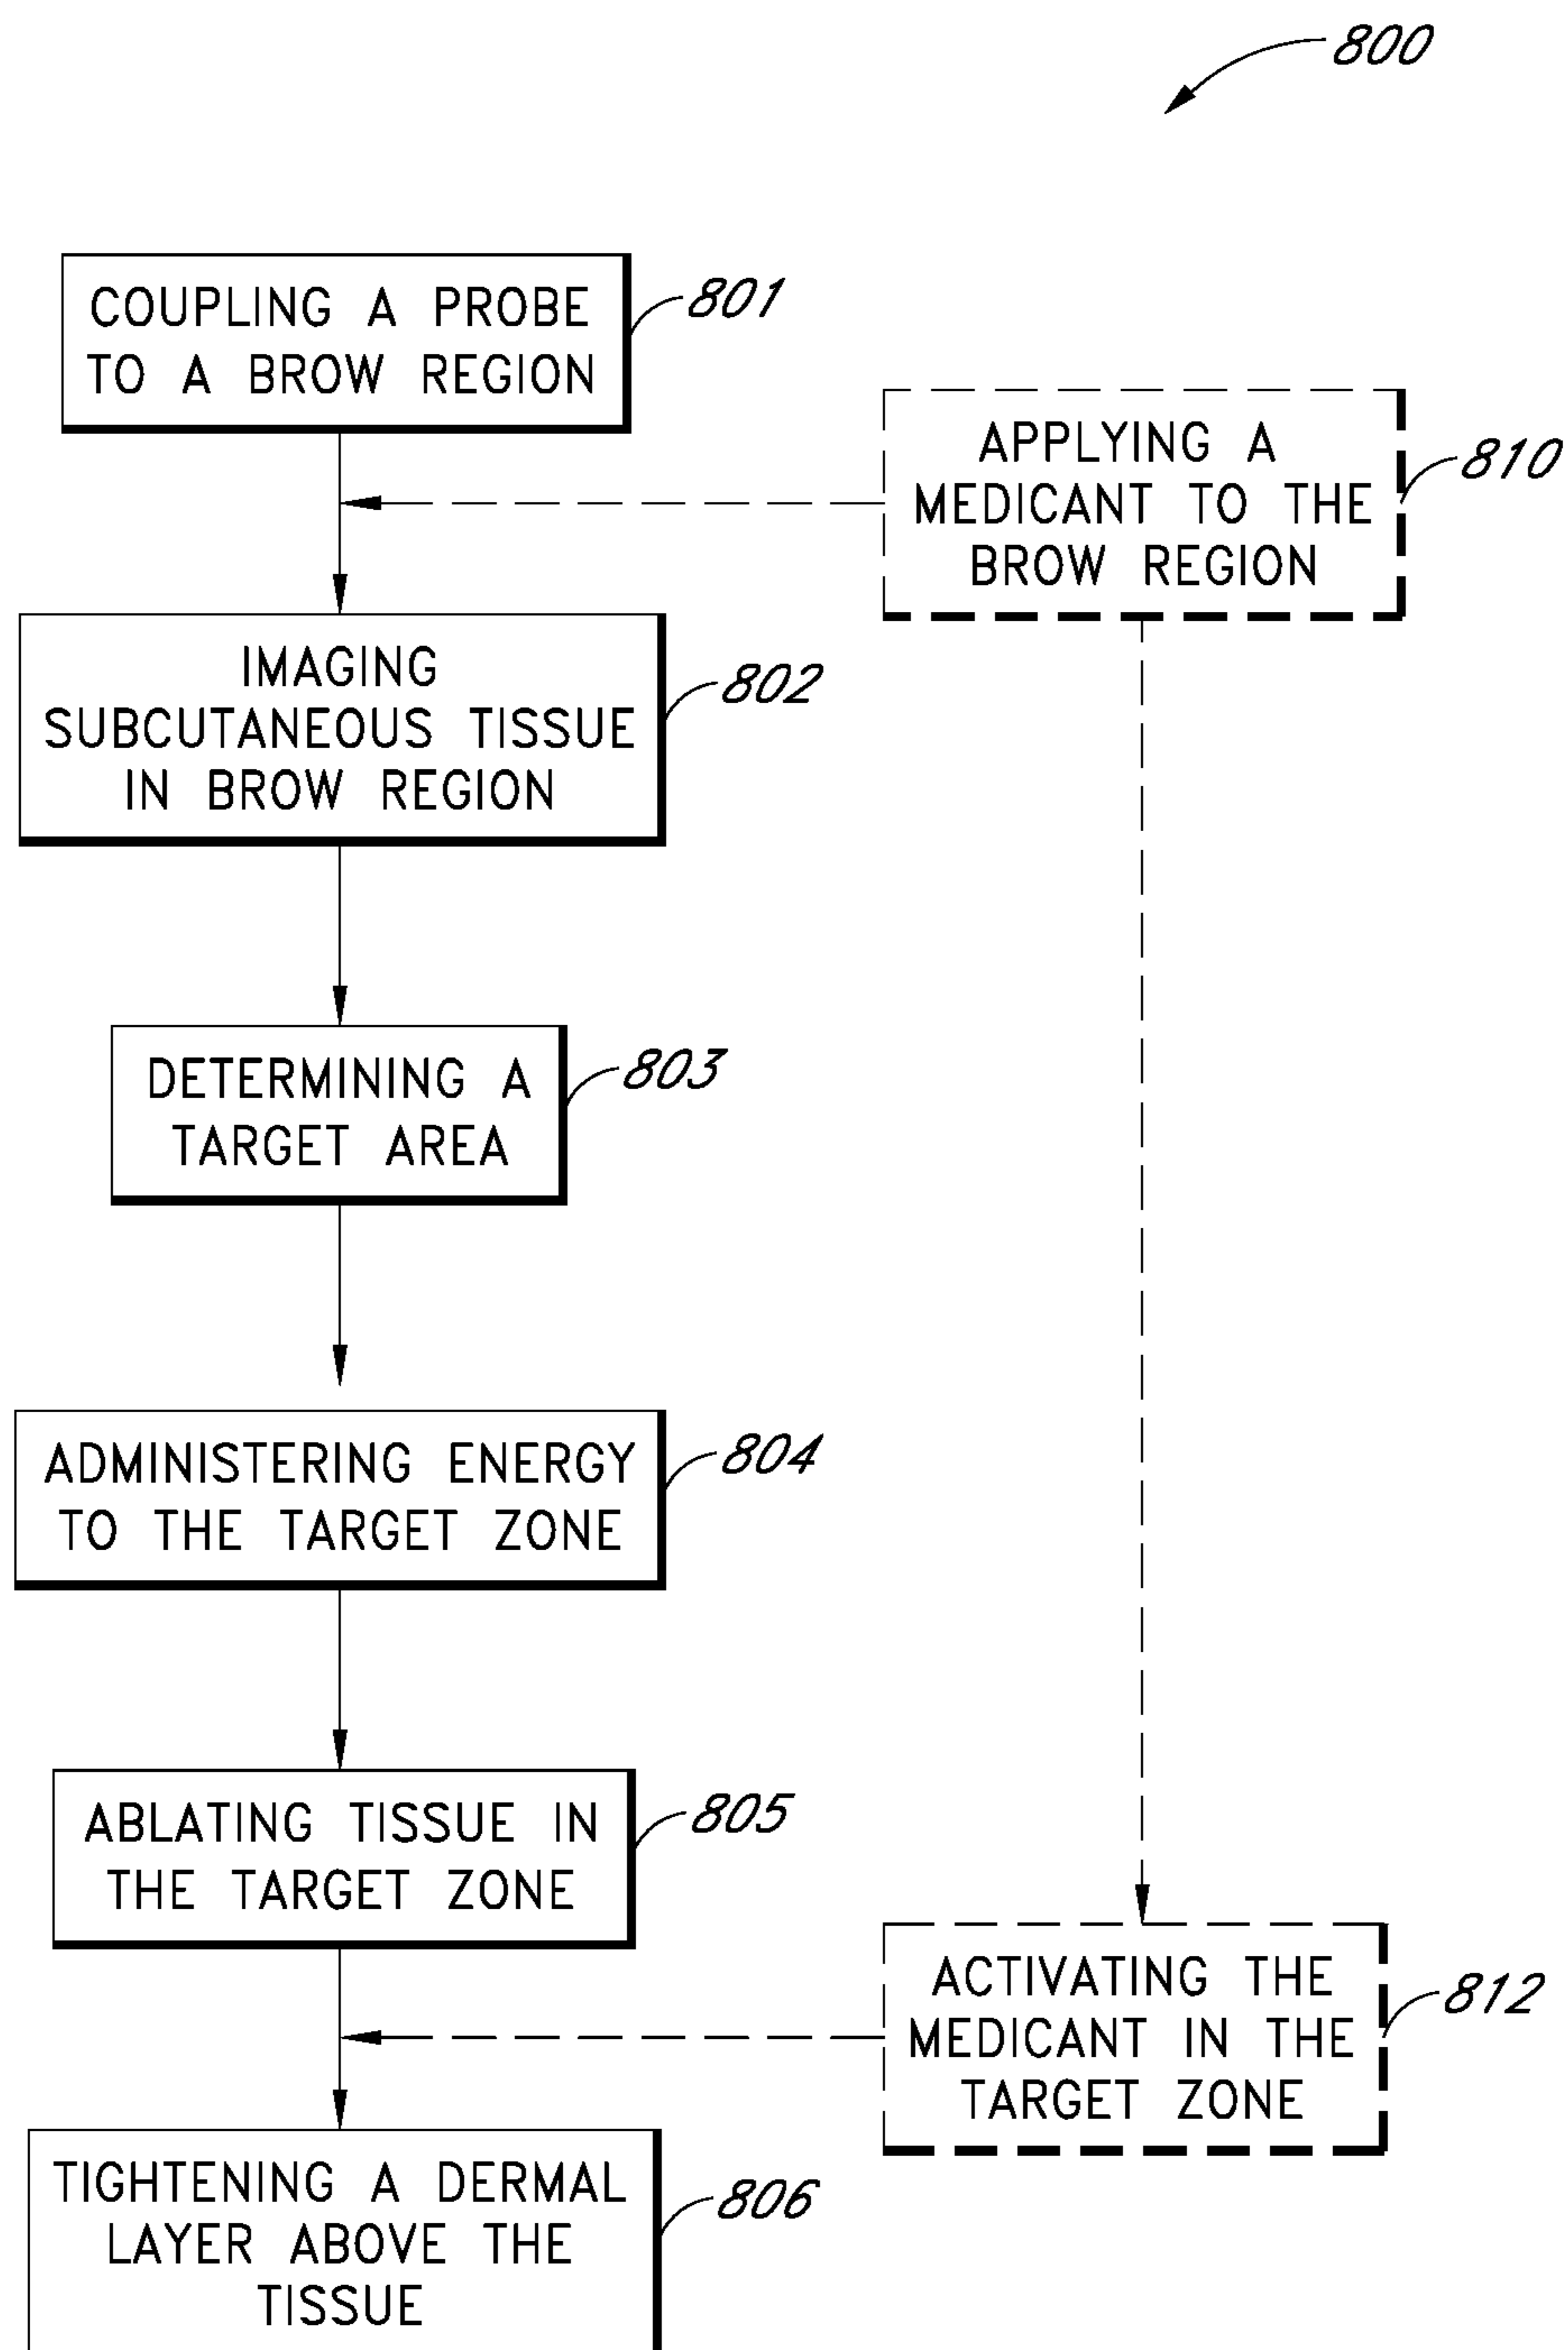 800
COUPLING A PROBE
TO A BROW REGION
801
APPLYING A
MEDICANT TO THE
BROW REGION
810
IMAGING
SUBCUTANEOUS TISSUE
IN BROW REGION
802
DETERMINING A
TARGET AREA
803
ADMINISTERING ENERGY
TO THE TARGET ZONE
804
ABLATING TISSUE IN
THE TARGET ZONE
805
ACTIVATING THE
MEDICANT IN THE
TARGET ZONE
812
TIGHTENING A DERMAL
LAYER ABOVE THE
TISSUE
806